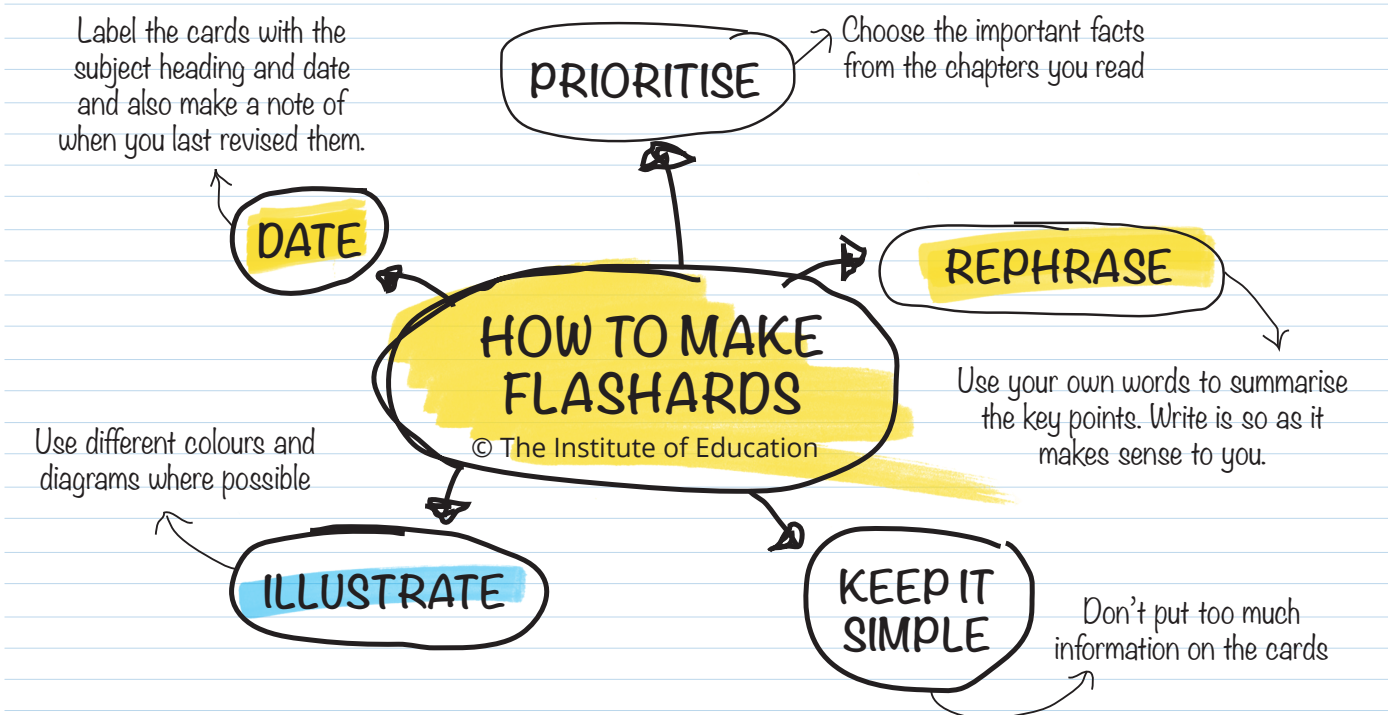 Label the cards with the
subject heading and date
and also make a note of
when you last revised them.
PRIORITISE
Choose the important facts
from the chapters you read
DATE
REPHRASE
Use your own words to summarise
the key points. Write is so as it
makes sense to you.
HOW TO MAKE
FLASHARDS
© The Institute of Education
Use different colours and
diagrams where possible
ILLUSTRATE
KEEP IT
SIMPLE
Don't put too much
information on the cards